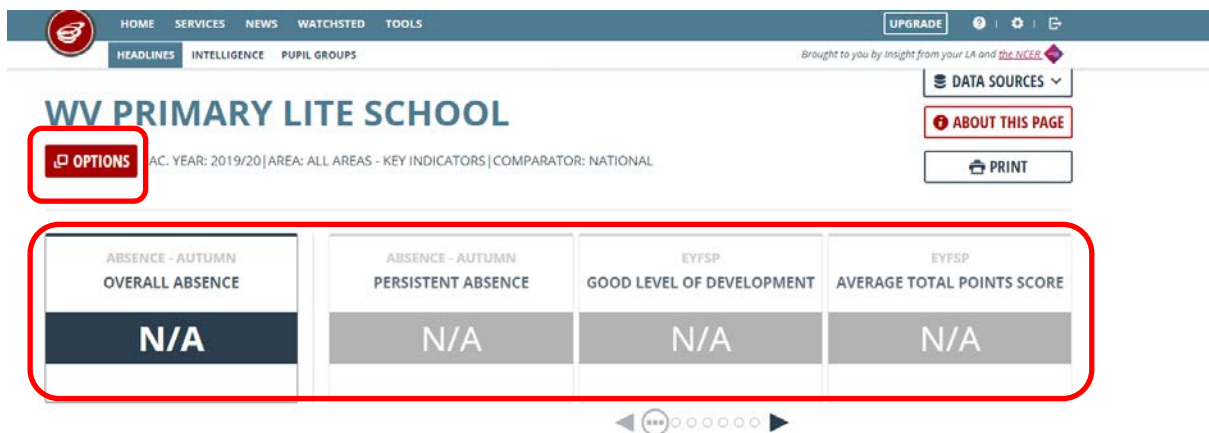 HOME SERVICES NEWS WATCHSTED TOOLS UPGRADE
HEADLINES INTELLIGENCE PUPIL GROUPS Brought to you by Insight from your LA and the NCER
DATA SOURCES
WV PRIMARY LITE SCHOOL
ABOUT THIS PAGE
OPTIONS AC. YEAR: 2019/20|AREA: ALL AREAS - KEY INDICATORS|COMPARATOR: NATIONAL
PRINT
ABSENCE - AUTUMN ABSENCE - AUTUMN EYFSP EYFSP
OVERALL ABSENCE PERSISTENT ABSENCE GOOD LEVEL OF DEVELOPMENT AVERAGE TOTAL POINTS SCORE
N/A N/A N/A N/A